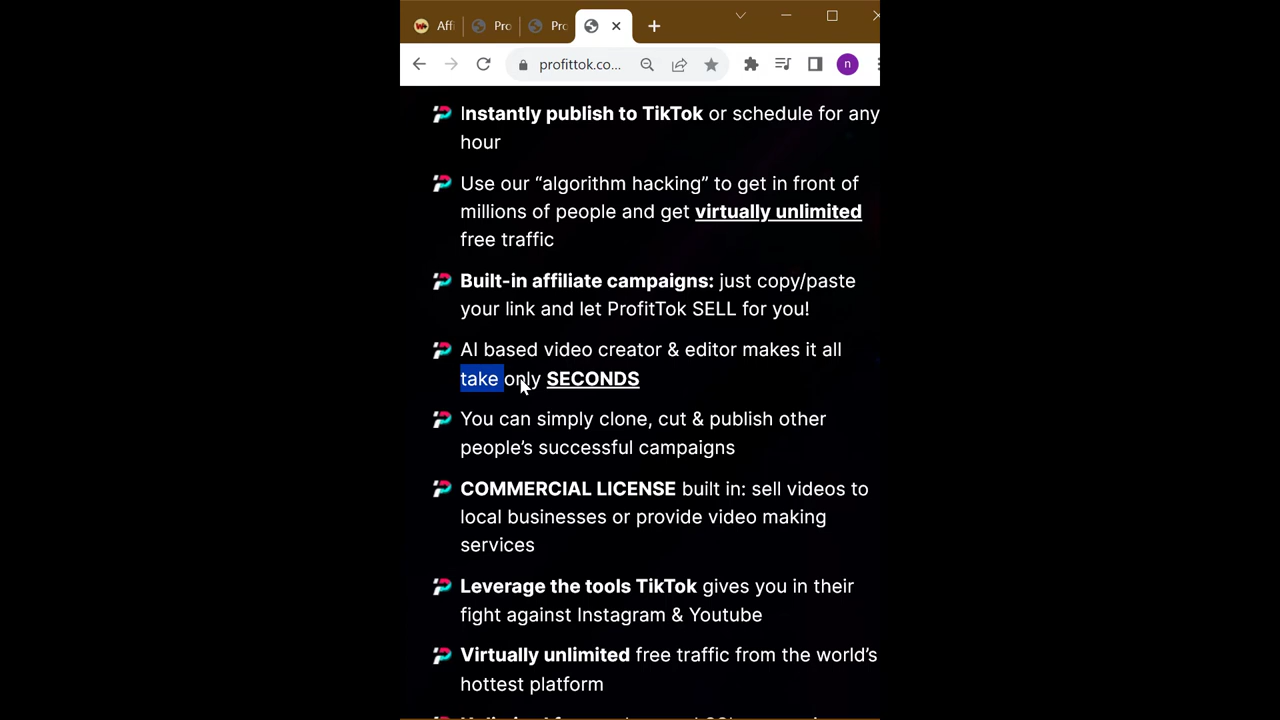 Affi
Pro
Pro
profittok.co...
n
Instantly publish to TikTok or schedule for any
hour
Use our “algorithm hacking” to get in front of
millions of people and get virtually unlimited
free traffic
Built-in affiliate campaigns: just copy/paste
your link and let ProfitTok SELL for you!
AI based video creator & editor makes it all
take only SECONDS
You can simply clone, cut & publish other
people’s successful campaigns
COMMERCIAL LICENSE built in: sell videos to
local businesses or provide video making
services
Leverage the tools TikTok gives you in their
fight against Instagram & Youtube
Virtually unlimited free traffic from the world’s
hottest platform